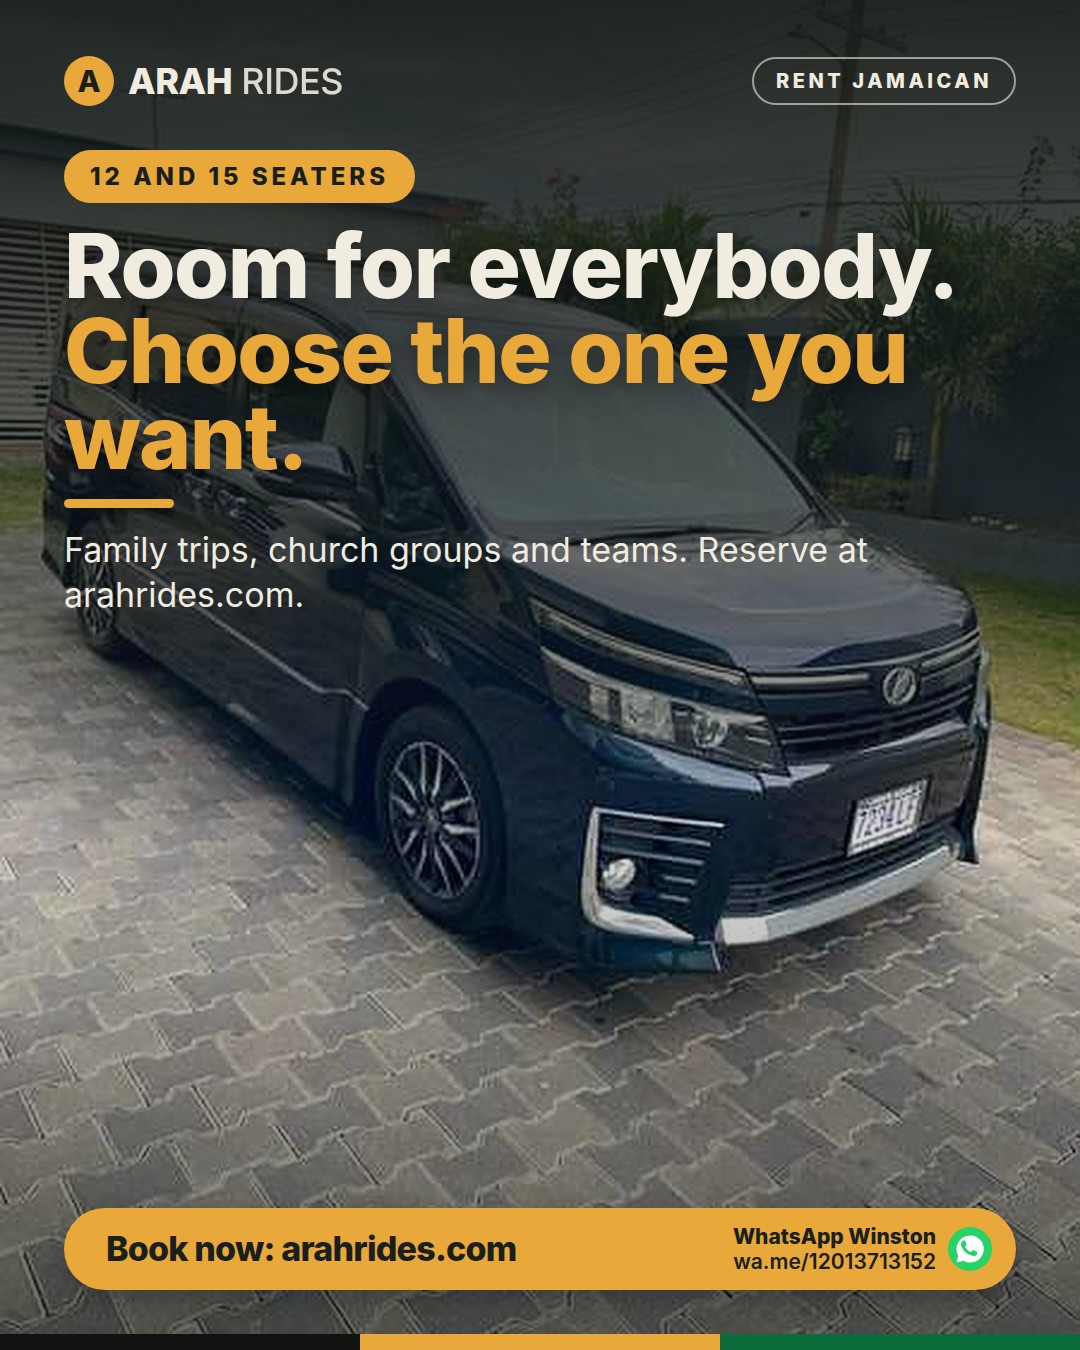 A ARAH RIDES
RENT JAMAICAN
12 AND 15 SEATERS
Room for everybody.
Choose the one you
want.
Family trips, church groups and teams. Reserve at
arahrides.com.
Book now: arahrides.com
WhatsApp Winston
wa.me/12013713152